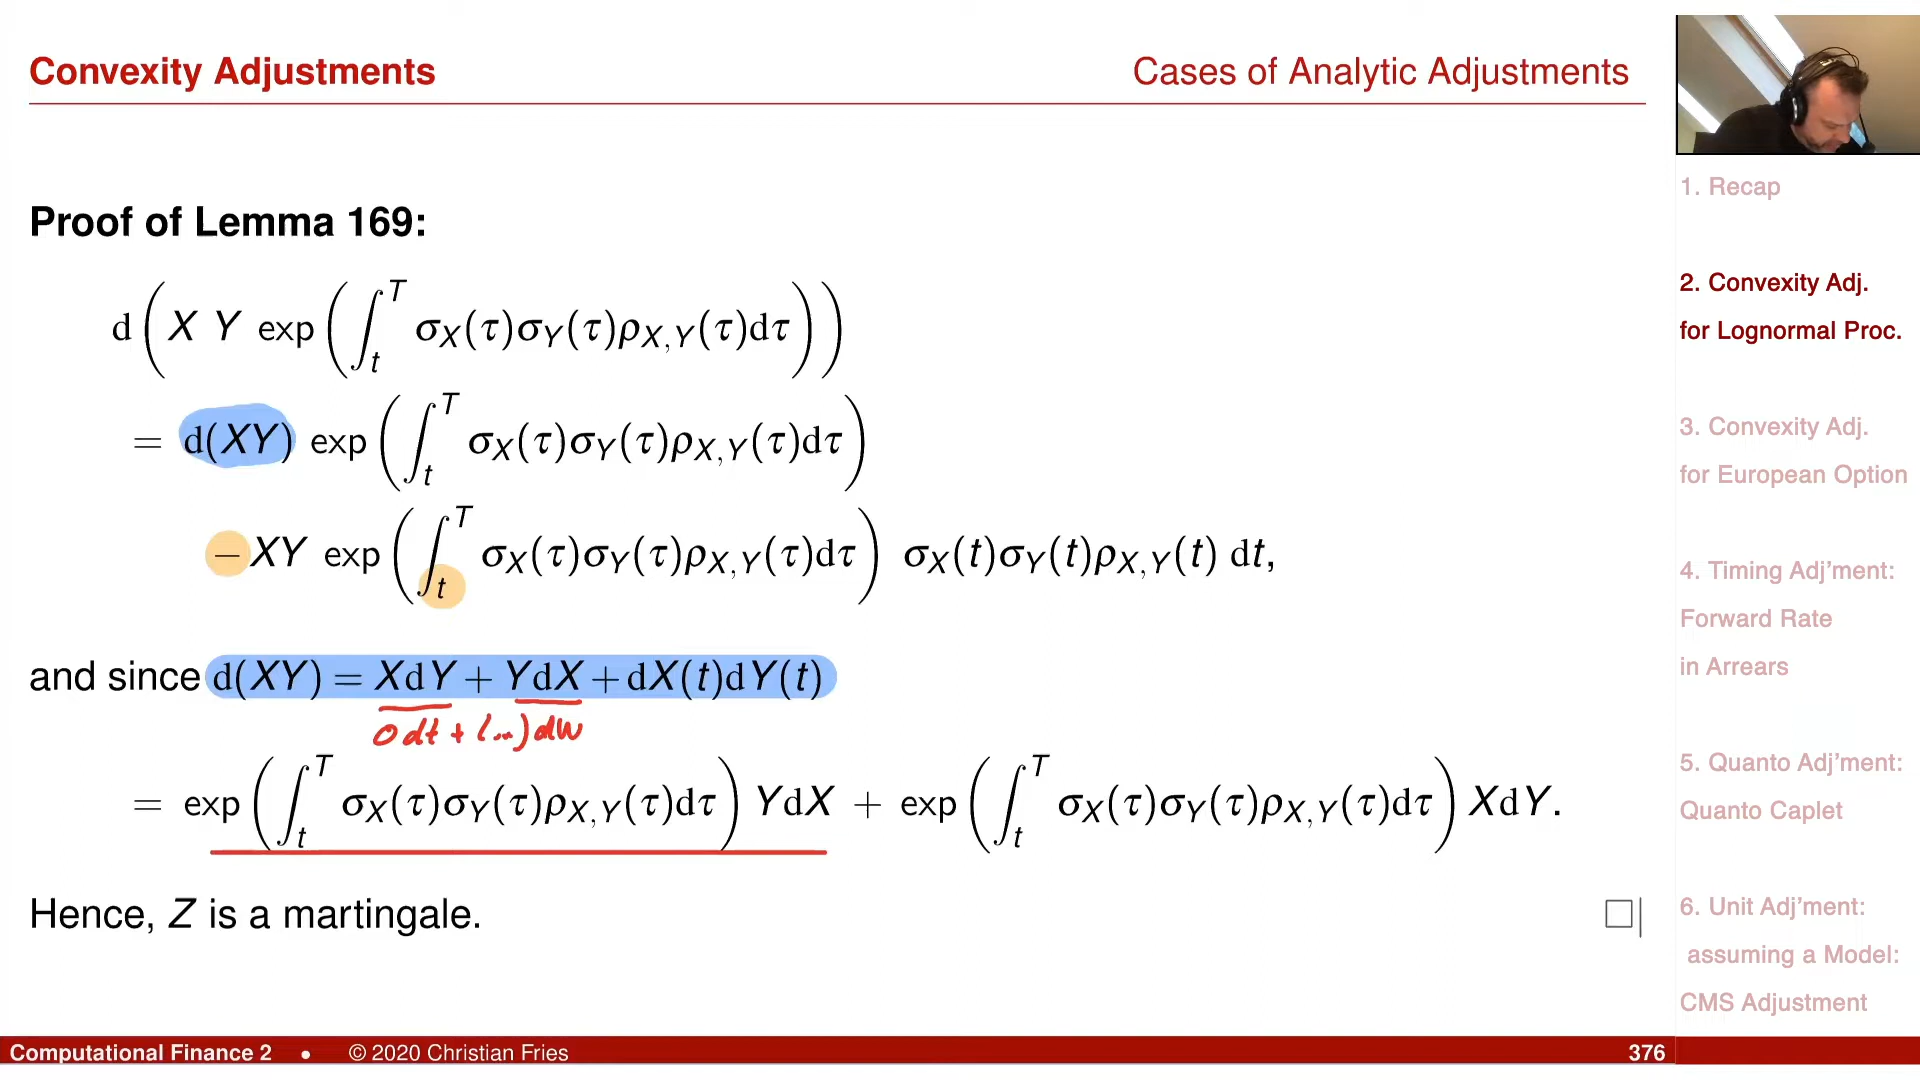 Convexity Adjustments
Cases of Analytic Adjustments
Proof of Lemma 169:
d(X Y exp(∫_t^T σ_X(τ)σ_Y(τ)ρ_{X,Y}(τ)dτ))
= d(XY) exp(∫_t^T σ_X(τ)σ_Y(τ)ρ_{X,Y}(τ)dτ)
− XY exp(∫_t^T σ_X(τ)σ_Y(τ)ρ_{X,Y}(τ)dτ) σ_X(t)σ_Y(t)ρ_{X,Y}(t) dt,
and since d(XY) = XdY + YdX + dX(t)dY(t)
0 dt + (...) dW
= exp(∫_t^T σ_X(τ)σ_Y(τ)ρ_{X,Y}(τ)dτ) YdX + exp(∫_t^T σ_X(τ)σ_Y(τ)ρ_{X,Y}(τ)dτ) XdY.
Hence, Z is a martingale. □|
1. Recap
2. Convexity Adj.
for Lognormal Proc.
3. Convexity Adj.
for European Option
4. Timing Adj'ment:
Forward Rate
in Arrears
5. Quanto Adj'ment:
Quanto Caplet
6. Unit Adj'ment:
assuming a Model:
CMS Adjustment
Computational Finance 2 • © 2020 Christian Fries
376